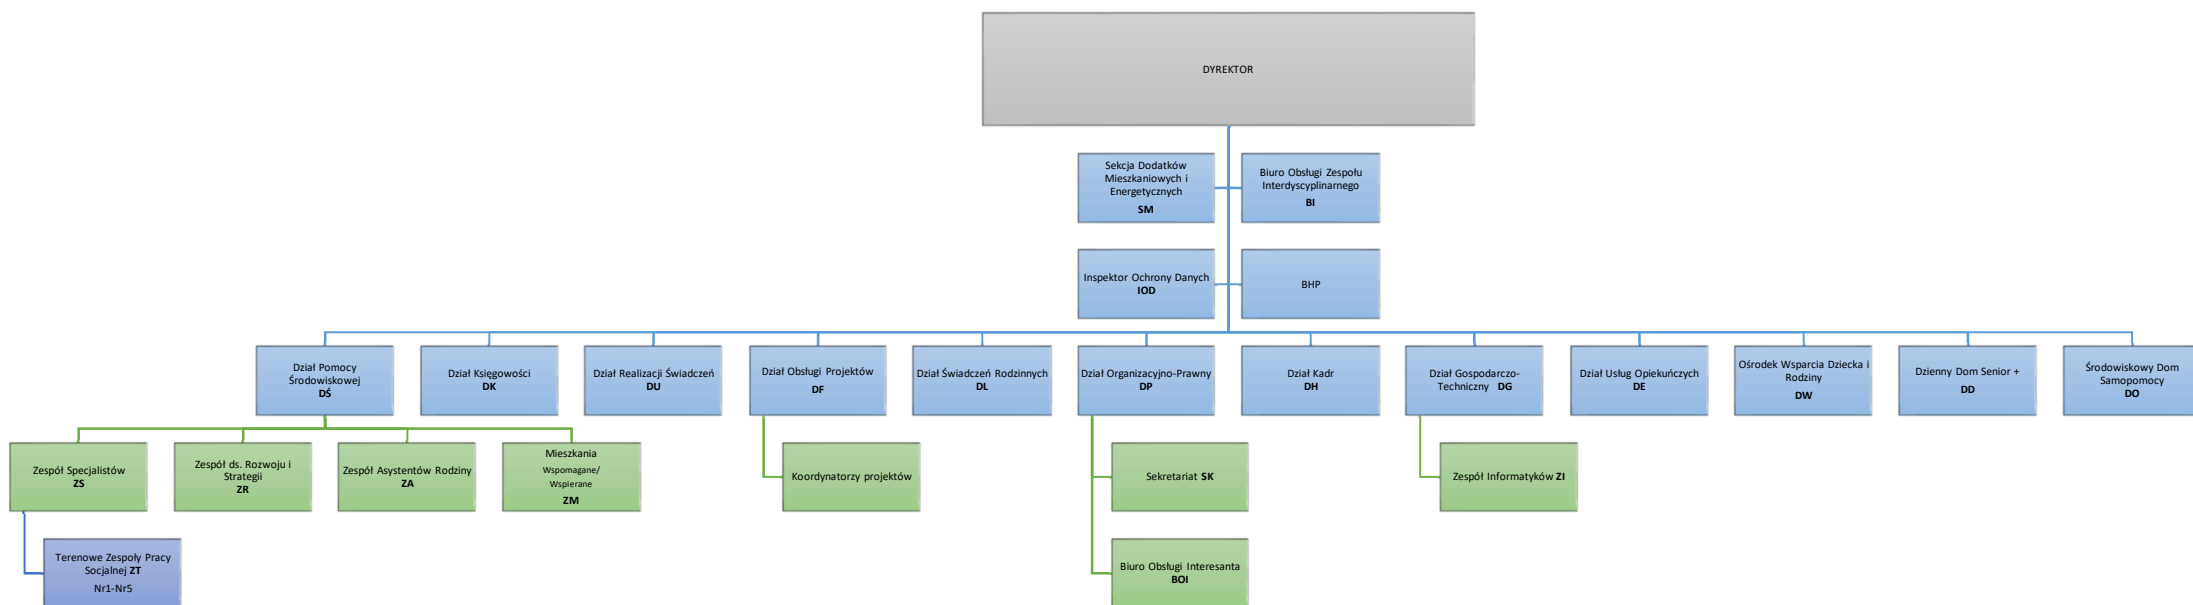 DYREKTOR
Sekcja Dodatków
Mieszkaniowych i
Energetycznych
SM
Biuro Obsługi Zespołu
Interdyscyplinarnego
BI
Inspektor Ochrony Danych
IOD
BHP
Dział Pomocy
Środowiskowej
DŚ
Dział Księgowości
DK
Dział Realizacji Świadczeń
DU
Dział Obsługi Projektów
DF
Dział Świadczeń Rodzinnych
DL
Dział Organizacyjno-Prawny
DP
Dział Kadr
DH
Dział Gospodarczo-
Techniczny DG
Dział Usług Opiekuńczych
DE
Ośrodek Wsparcia Dziecka i
Rodziny
DW
Dzienny Dom Senior +
DD
Środowiskowy Dom
Samopomocy
DO
Zespół Specjalistów
ZS
Zespół ds. Rozwoju i
Strategii
ZR
Zespół Asystentów Rodziny
ZA
Mieszkania
Wspomagane/
Wspierane
ZM
Koordynatorzy projektów
Sekretariat SK
Zespół Informatyków ZI
Terenowe Zespoły Pracy
Socjalnej ZT
Nr1-Nr5
Biuro Obsługi Interesanta
BOI